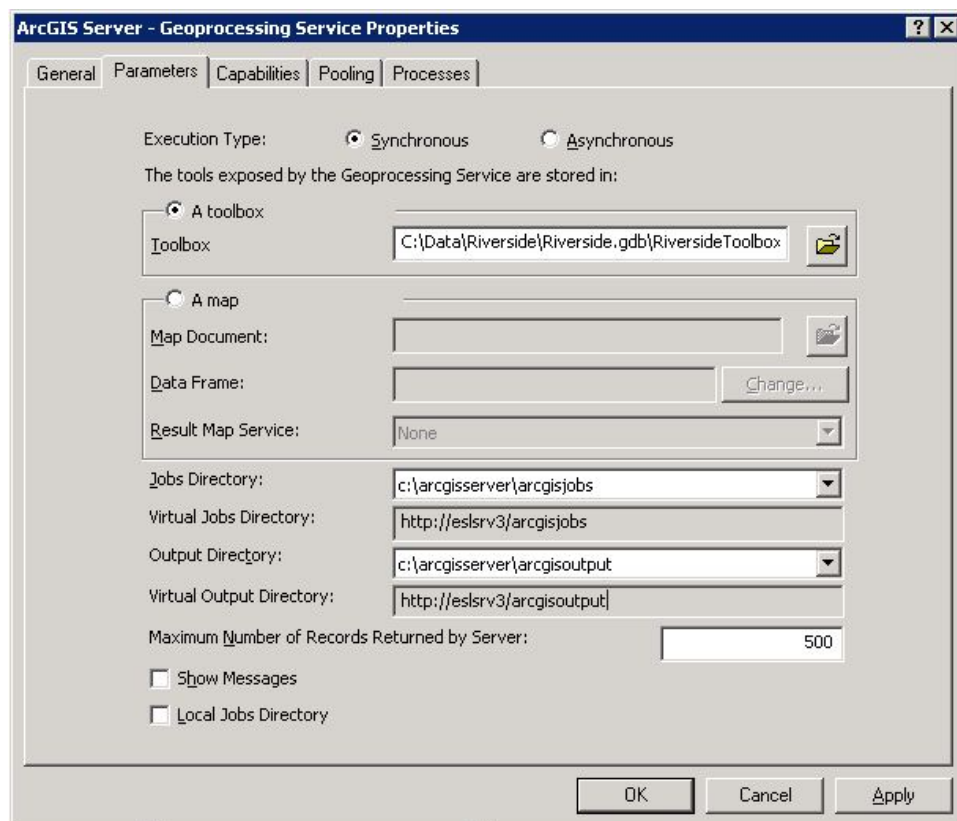 ArcGIS Server - Geoprocessing Service Properties
General Parameters Capabilities Pooling Processes
Execution Type: Synchronous Asynchronous
The tools exposed by the Geoprocessing Service are stored in:
A toolbox
Toolbox C:\Data\Riverside\Riverside.gdb\RiversideToolbox
A map
Map Document:
Data Frame: Change...
Result Map Service: None
Jobs Directory: c:\arcgisserver\arcgisjobs
Virtual Jobs Directory: http://eslsrv3/arcgisjobs
Output Directory: c:\arcgisserver\arcgisoutput
Virtual Output Directory: http://eslsrv3/arcgisoutput
Maximum Number of Records Returned by Server: 500
Show Messages
Local Jobs Directory
OK Cancel Apply